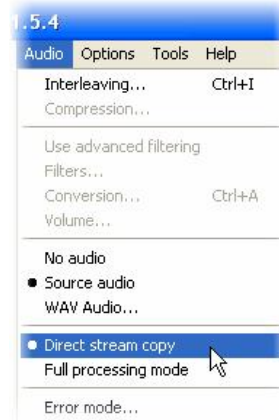 1.5.4
Audio Options Tools Help
Interleaving... Ctrl+I
Compression...
Use advanced filtering
Filters...
Conversion... Ctrl+A
Volume...
No audio
Source audio
WAV Audio...
Direct stream copy
Full processing mode
Error mode...